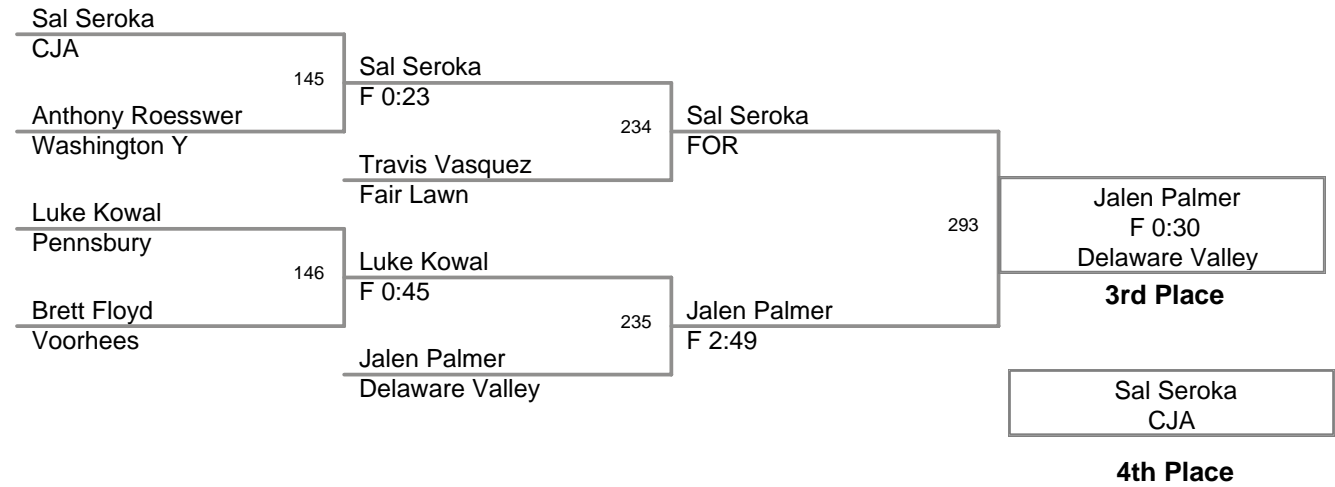 Sal Seroka
CJA
145
Sal Seroka
F 0:23
Anthony Roesswer
Washington Y
234
Sal Seroka
FOR
Travis Vasquez
Fair Lawn
Luke Kowal
Pennsbury
146
Luke Kowal
F 0:45
Brett Floyd
Voorhees
235
Jalen Palmer
F 2:49
Jalen Palmer
Delaware Valley
293
Jalen Palmer
F 0:30
Delaware Valley
3rd Place
Sal Seroka
CJA
4th Place